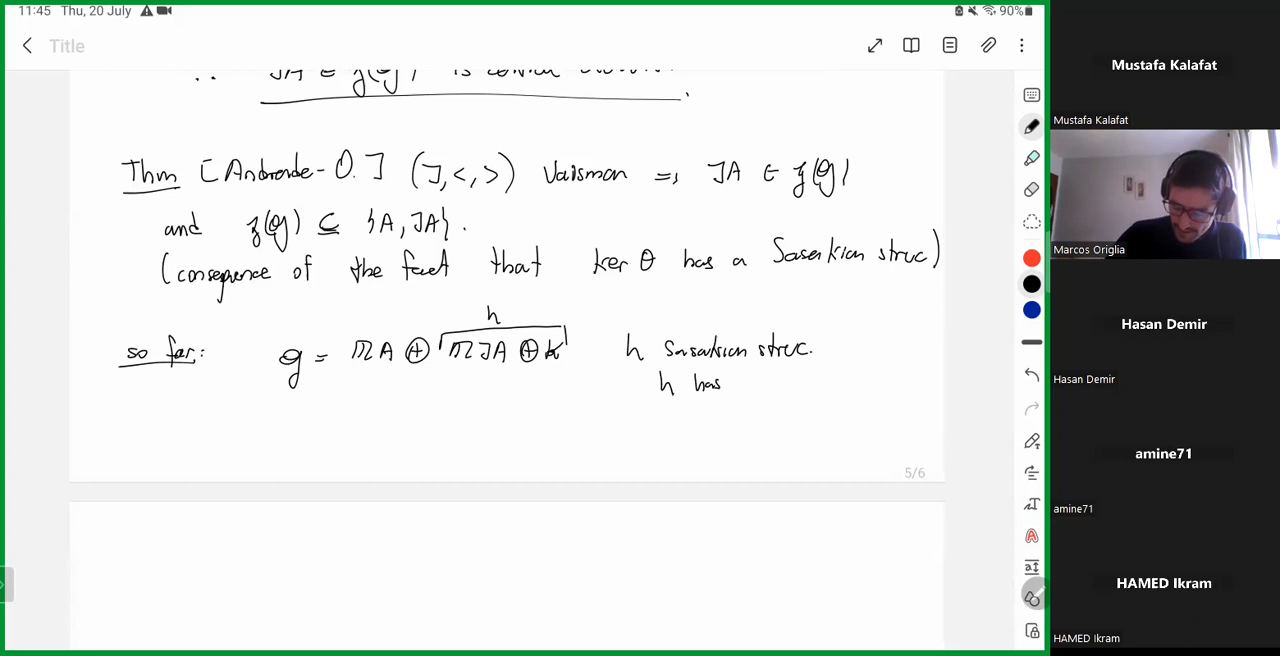 11:45 Thu, 20 July
90%
Title
∴ JA ∈ z(g) is
Thm [Andrada-O.] (J,<,>) Vaisman ⇒ JA ∈ z(g)
and z(g) ⊆ {A, JA}.
(consequence of the fact that ker θ has a Sasakian struc)
h
so far: g = ℝA ⊕ ℝJA ⊕ k h Sasakian struc.
h has
5/6
Mustafa Kalafat
Mustafa Kalafat
Marcos Origlia
Hasan Demir
Hasan Demir
amine71
amine71
HAMED Ikram
HAMED Ikram